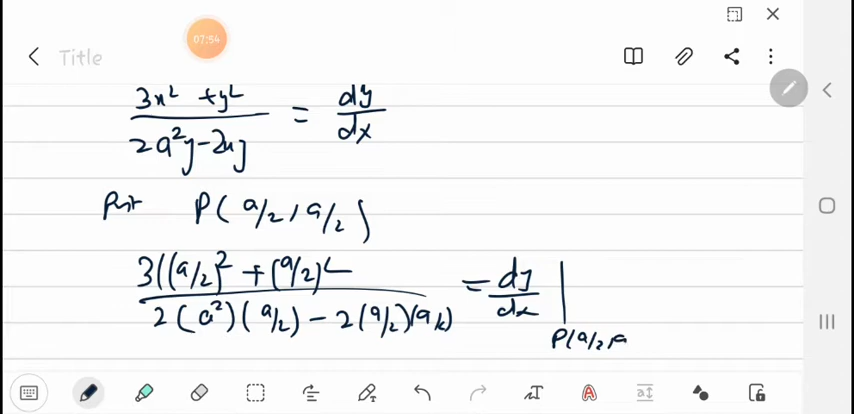 07:54
Title
3x² + y² / 2a²y - 2xy = dy/dx
Put P(a/2, a/2)
3((a/2)² + (a/2)² / 2(a²)(a/2) - 2(a/2)(a/2) = dy/dx |
P(a/2, a